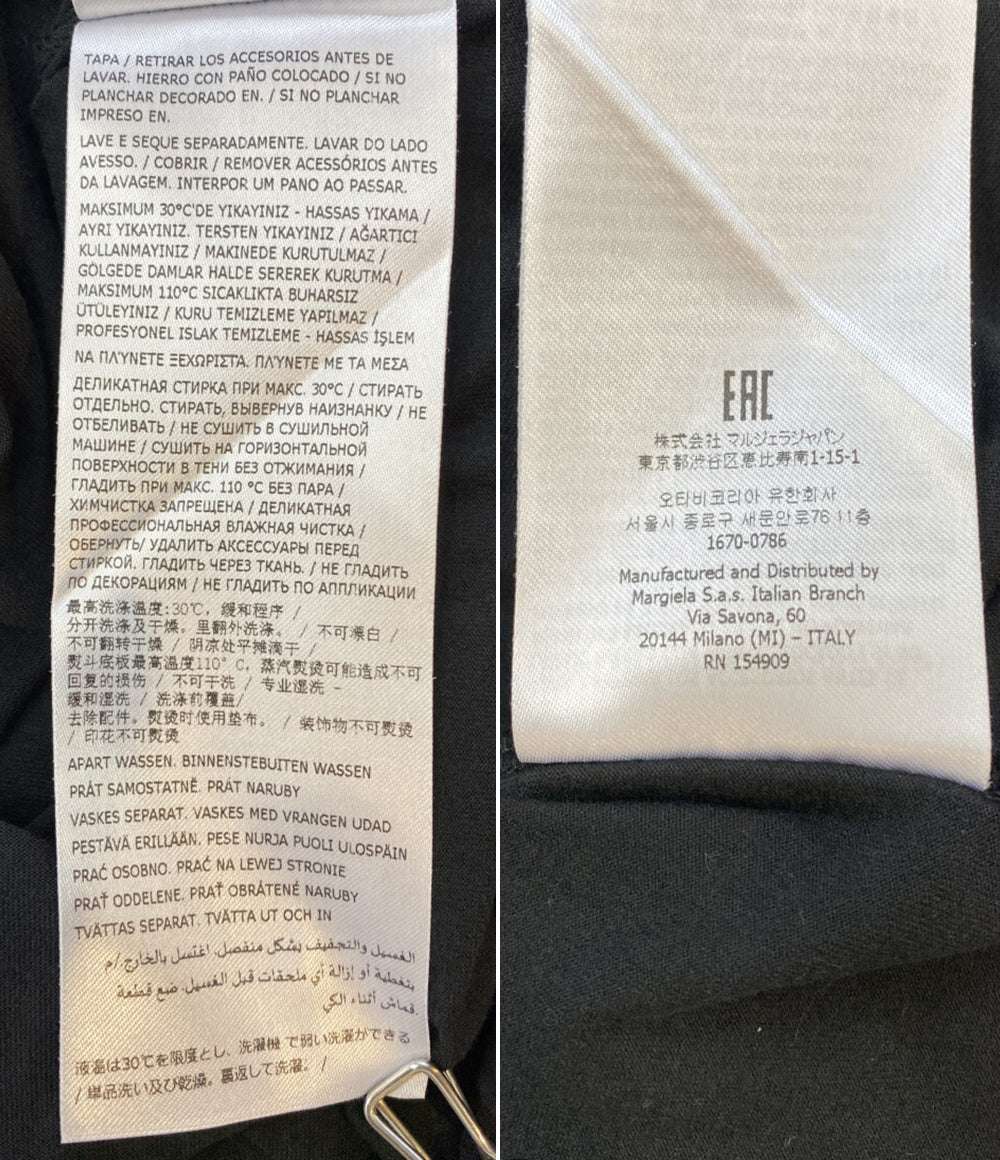 TAPA / RETIRAR LOS ACCESORIOS ANTES DE
LAVAR. HIERRO CON PAÑO COLOCADO / SI NO
PLANCHAR DECORADO EN. / SI NO PLANCHAR
IMPRESO EN.
LAVE E SEQUE SEPARADAMENTE. LAVAR DO LADO
AVESSO. / COBRIR / REMOVER ACESSÓRIOS ANTES
DA LAVAGEM. INTERPOR UM PANO AO PASSAR.
MAKSIMUM 30°C'DE YIKAYINIZ - HASSAS YIKAMA /
AYRI YIKAYINIZ. TERSTEN YIKAYINIZ / AĞARTICI
KULLANMAYINIZ / MAKINEDE KURUTULMAZ /
GÖLGEDE DAMLAR HALDE SEREREK KURUTMA /
MAKSIMUM 110°C SICAKLIKTA BUHARSIZ
ÜTÜLEYINIZ / KURU TEMIZLEME YAPILMAZ /
PROFESYONEL ISLAK TEMIZLEME - HASSAS İŞLEM
ΝΑ ΠΛΎΝΕΤΕ ΞΕΧΩΡΙΣΤΑ. ΠΛΎΝΕΤΕ ΜΕ ΤΑ ΜΕΣΑ
ДЕЛИКАТНАЯ СТИРКА ПРИ МАКС. 30°C / СТИРАТЬ
ОТДЕЛЬНО. СТИРАТЬ, ВЫВЕРНУВ НАИЗНАНКУ / НЕ
ОТБЕЛИВАТЬ / НЕ СУШИТЬ В СУШИЛЬНОЙ
МАШИНЕ / СУШИТЬ НА ГОРИЗОНТАЛЬНОЙ
ПОВЕРХНОСТИ В ТЕНИ БЕЗ ОТЖИМАНИЯ /
ГЛАДИТЬ ПРИ МАКС. 110 °C БЕЗ ПАРА /
ХИМЧИСТКА ЗАПРЕЩЕНА / ДЕЛИКАТНАЯ
ПРОФЕССИОНАЛЬНАЯ ВЛАЖНАЯ ЧИСТКА /
ОБЕРНУТЬ/ УДАЛИТЬ АКСЕССУАРЫ ПЕРЕД
СТИРКОЙ. ГЛАДИТЬ ЧЕРЕЗ ТКАНЬ. / НЕ ГЛАДИТЬ
ПО ДЕКОРАЦИЯМ / НЕ ГЛАДИТЬ ПО АППЛИКАЦИИ
最高洗涤温度:30℃, 缓和程序 /
分开洗涤及干燥。里翻外洗涤。 / 不可漂白 /
不可翻转干燥 / 阴凉处平摊滴干 /
熨斗底板最高温度110° C, 蒸汽熨烫可能造成不可
回复的损伤 / 不可干洗 / 专业湿洗 -
缓和湿洗 / 洗涤前覆盖/
去除配件。熨烫时使用垫布。 / 装饰物不可熨烫
/ 印花不可熨烫
APART WASSEN. BINNENSTEBUITEN WASSEN
PRÁT SAMOSTATNĚ. PRÁT NARUBY
VASKES SEPARAT. VASKES MED VRANGEN UDAD
PESTÄVÄ ERILLÄÄN. PESE NURJA PUOLI ULOSPÄIN
PRAĆ OSOBNO. PRAĆ NA LEWEJ STRONIE
PRAŤ ODDELENE. PRAŤ OBRÁTENÉ NARUBY
TVÄTTAS SEPARAT. TVÄTTA UT OCH IN
الغسيل والتجفيف بشكل منفصل. اغتسل بالخارج./م
بتغطية أو إزالة أي ملحقات قبل الغسيل. ضع قطعة
قماش أثناء الكي.
液温は30℃を限度とし、洗濯機 で弱い洗濯ができる
/ 単品洗い及び乾燥。裏返して洗濯。 /
EAC
株式会社 マルジェラジャパン
東京都渋谷区恵比寿南1-15-1
오티비코리아 유한회사
서울시 종로구 새문안로76 11층
1670-0786
Manufactured and Distributed by
Margiela S.a.s. Italian Branch
Via Savona, 60
20144 Milano (MI) – ITALY
RN 154909